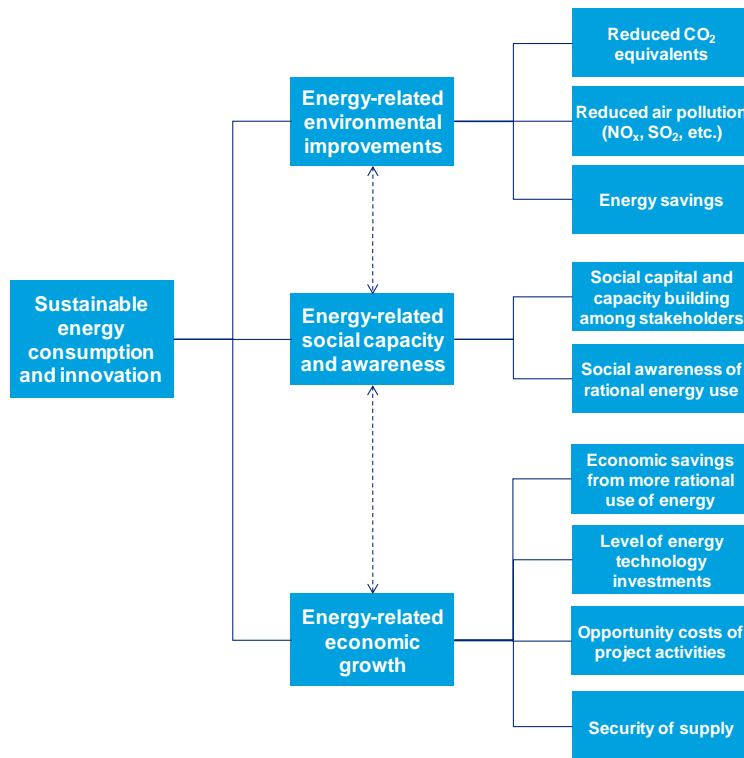 Sustainable
energy
consumption
and innovation
Energy-related
environmental
improvements
Reduced CO₂
equivalents
Reduced air pollution
(NOₓ, SO₂, etc.)
Energy savings
Energy-related
social capacity
and awareness
Social capital and
capacity building
among stakeholders
Social awareness of
rational energy use
Energy-related
economic
growth
Economic savings
from more rational
use of energy
Level of energy
technology
investments
Opportunity costs of
project activities
Security of supply